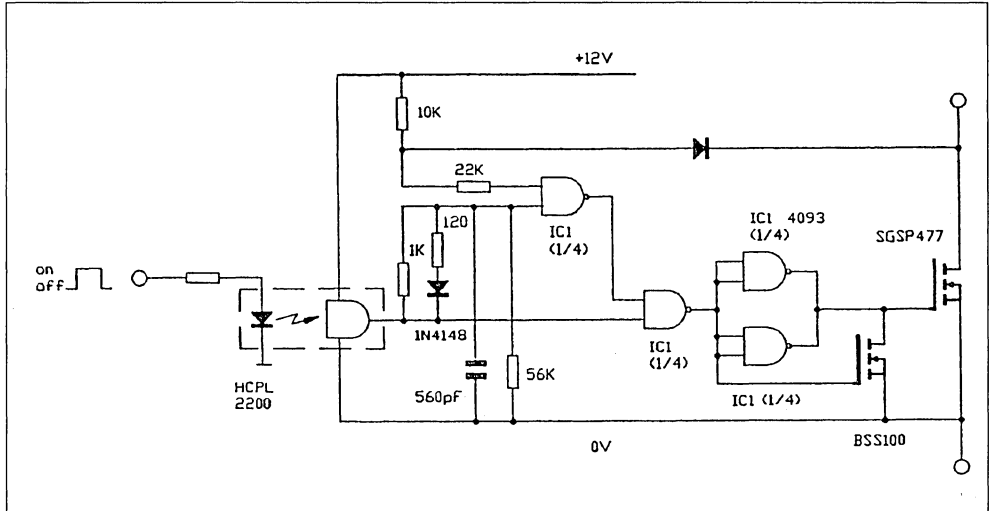 +12V
10K
22K
120
1K
IC1
(1/4)
IC1 4093
(1/4)
SGSP477
on
off
1N4148
IC1
(1/4)
HCPL
2200
560pF
56K
IC1 (1/4)
BSS100
0V